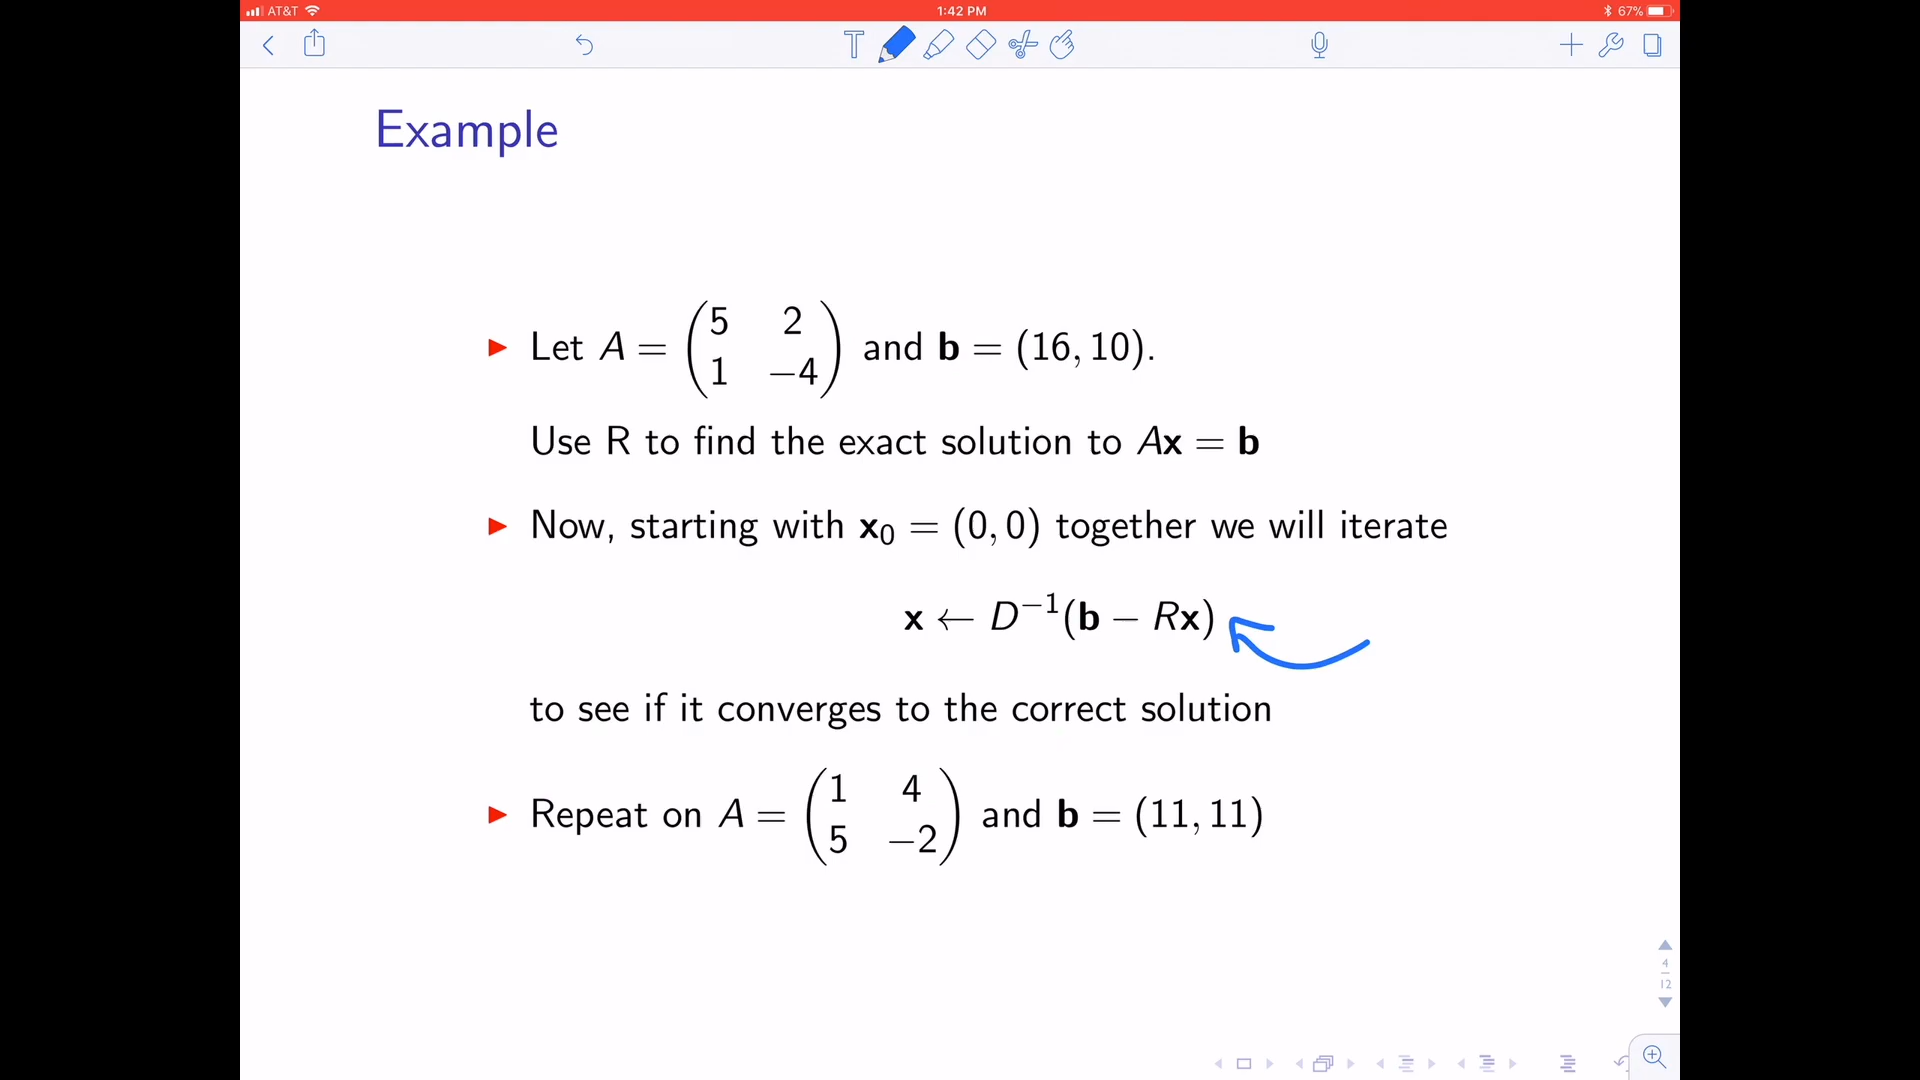 AT&T 1:42 PM 67%
T
Example
▶ Let A = (5 2; 1 −4) and b = (16, 10).
Use R to find the exact solution to Ax = b
▶ Now, starting with x₀ = (0, 0) together we will iterate
x ← D⁻¹(b − Rx)
to see if it converges to the correct solution
▶ Repeat on A = (1 4; 5 −2) and b = (11, 11)
4
12